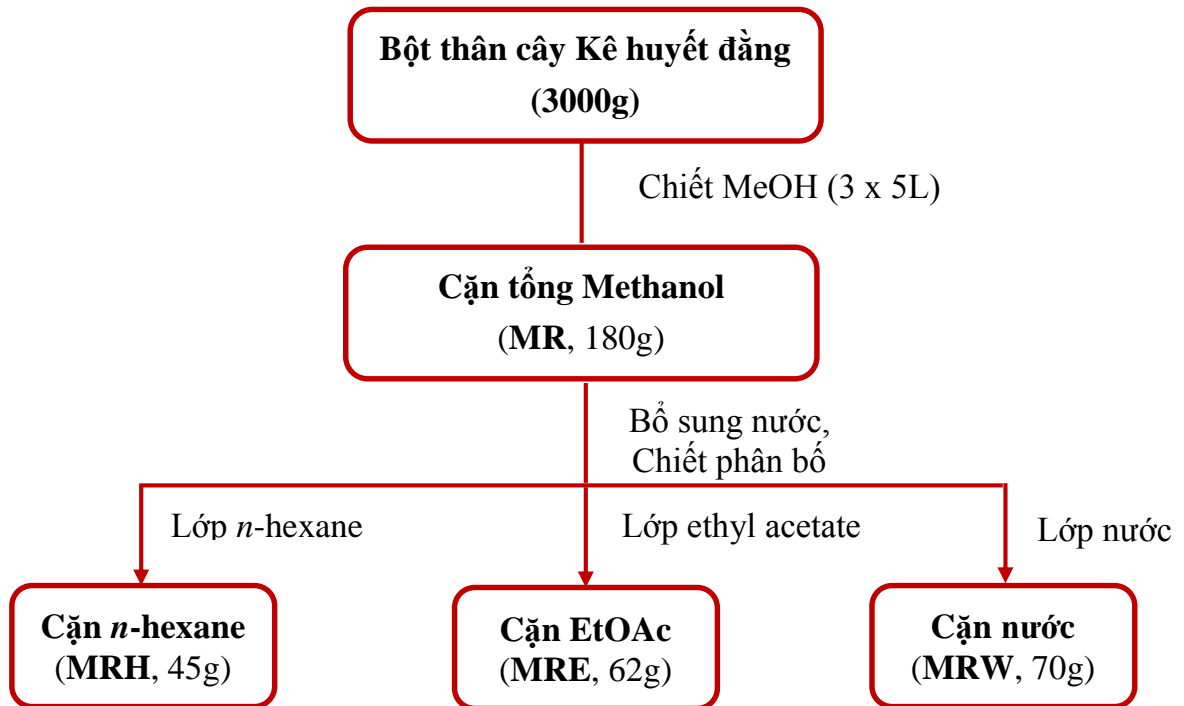 Bột thân cây Kê huyết đằng
(3000g)
Chiết MeOH (3 x 5L)
Cặn tổng Methanol
(MR, 180g)
Bổ sung nước,
Chiết phân bố
Lớp n-hexane
Lớp ethyl acetate
Lớp nước
Cặn n-hexane
(MRH, 45g)
Cặn EtOAc
(MRE, 62g)
Cặn nước
(MRW, 70g)